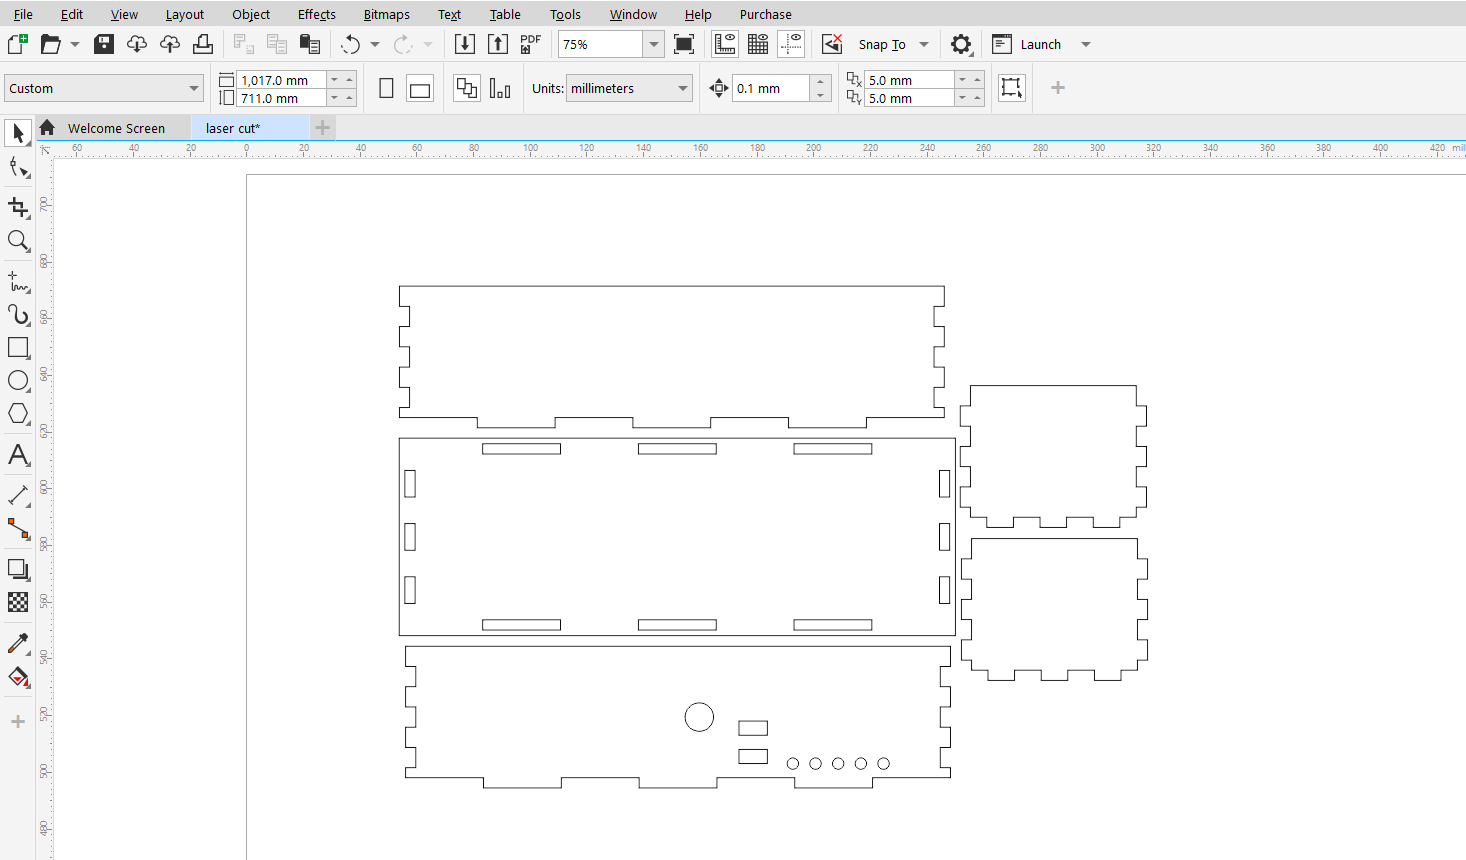 File Edit View Layout Object Effects Bitmaps Text Table Tools Window Help Purchase
PDF 75% Snap To Launch
Custom 1,017.0 mm 711.0 mm Units: millimeters 0.1 mm 5.0 mm 5.0 mm
Welcome Screen laser cut*
60 40 20 0 20 40 60 80 100 120 140 160 180 200 220 240 260 280 300 320 340 360 380 400 420 mill
700
680
660
640
620
600
580
560
540
520
500
480